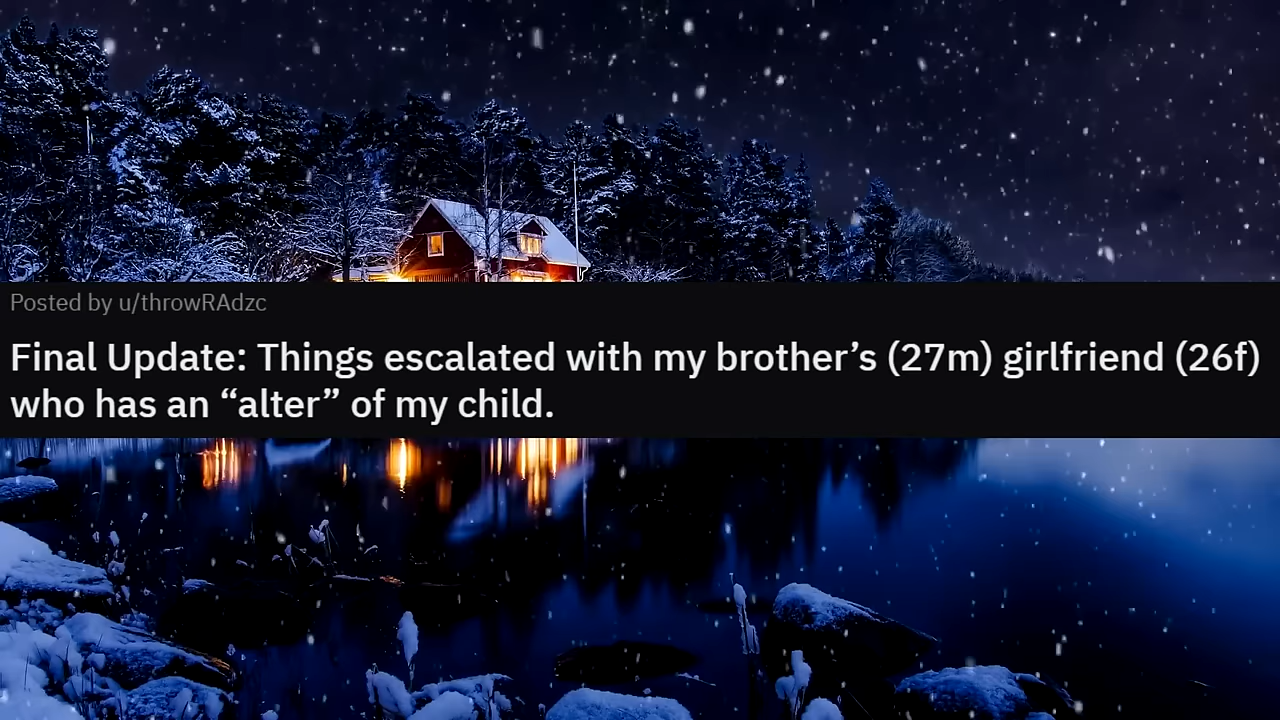 Posted by u/throwRAdzc
Final Update: Things escalated with my brother’s (27m) girlfriend (26f)
who has an “alter” of my child.